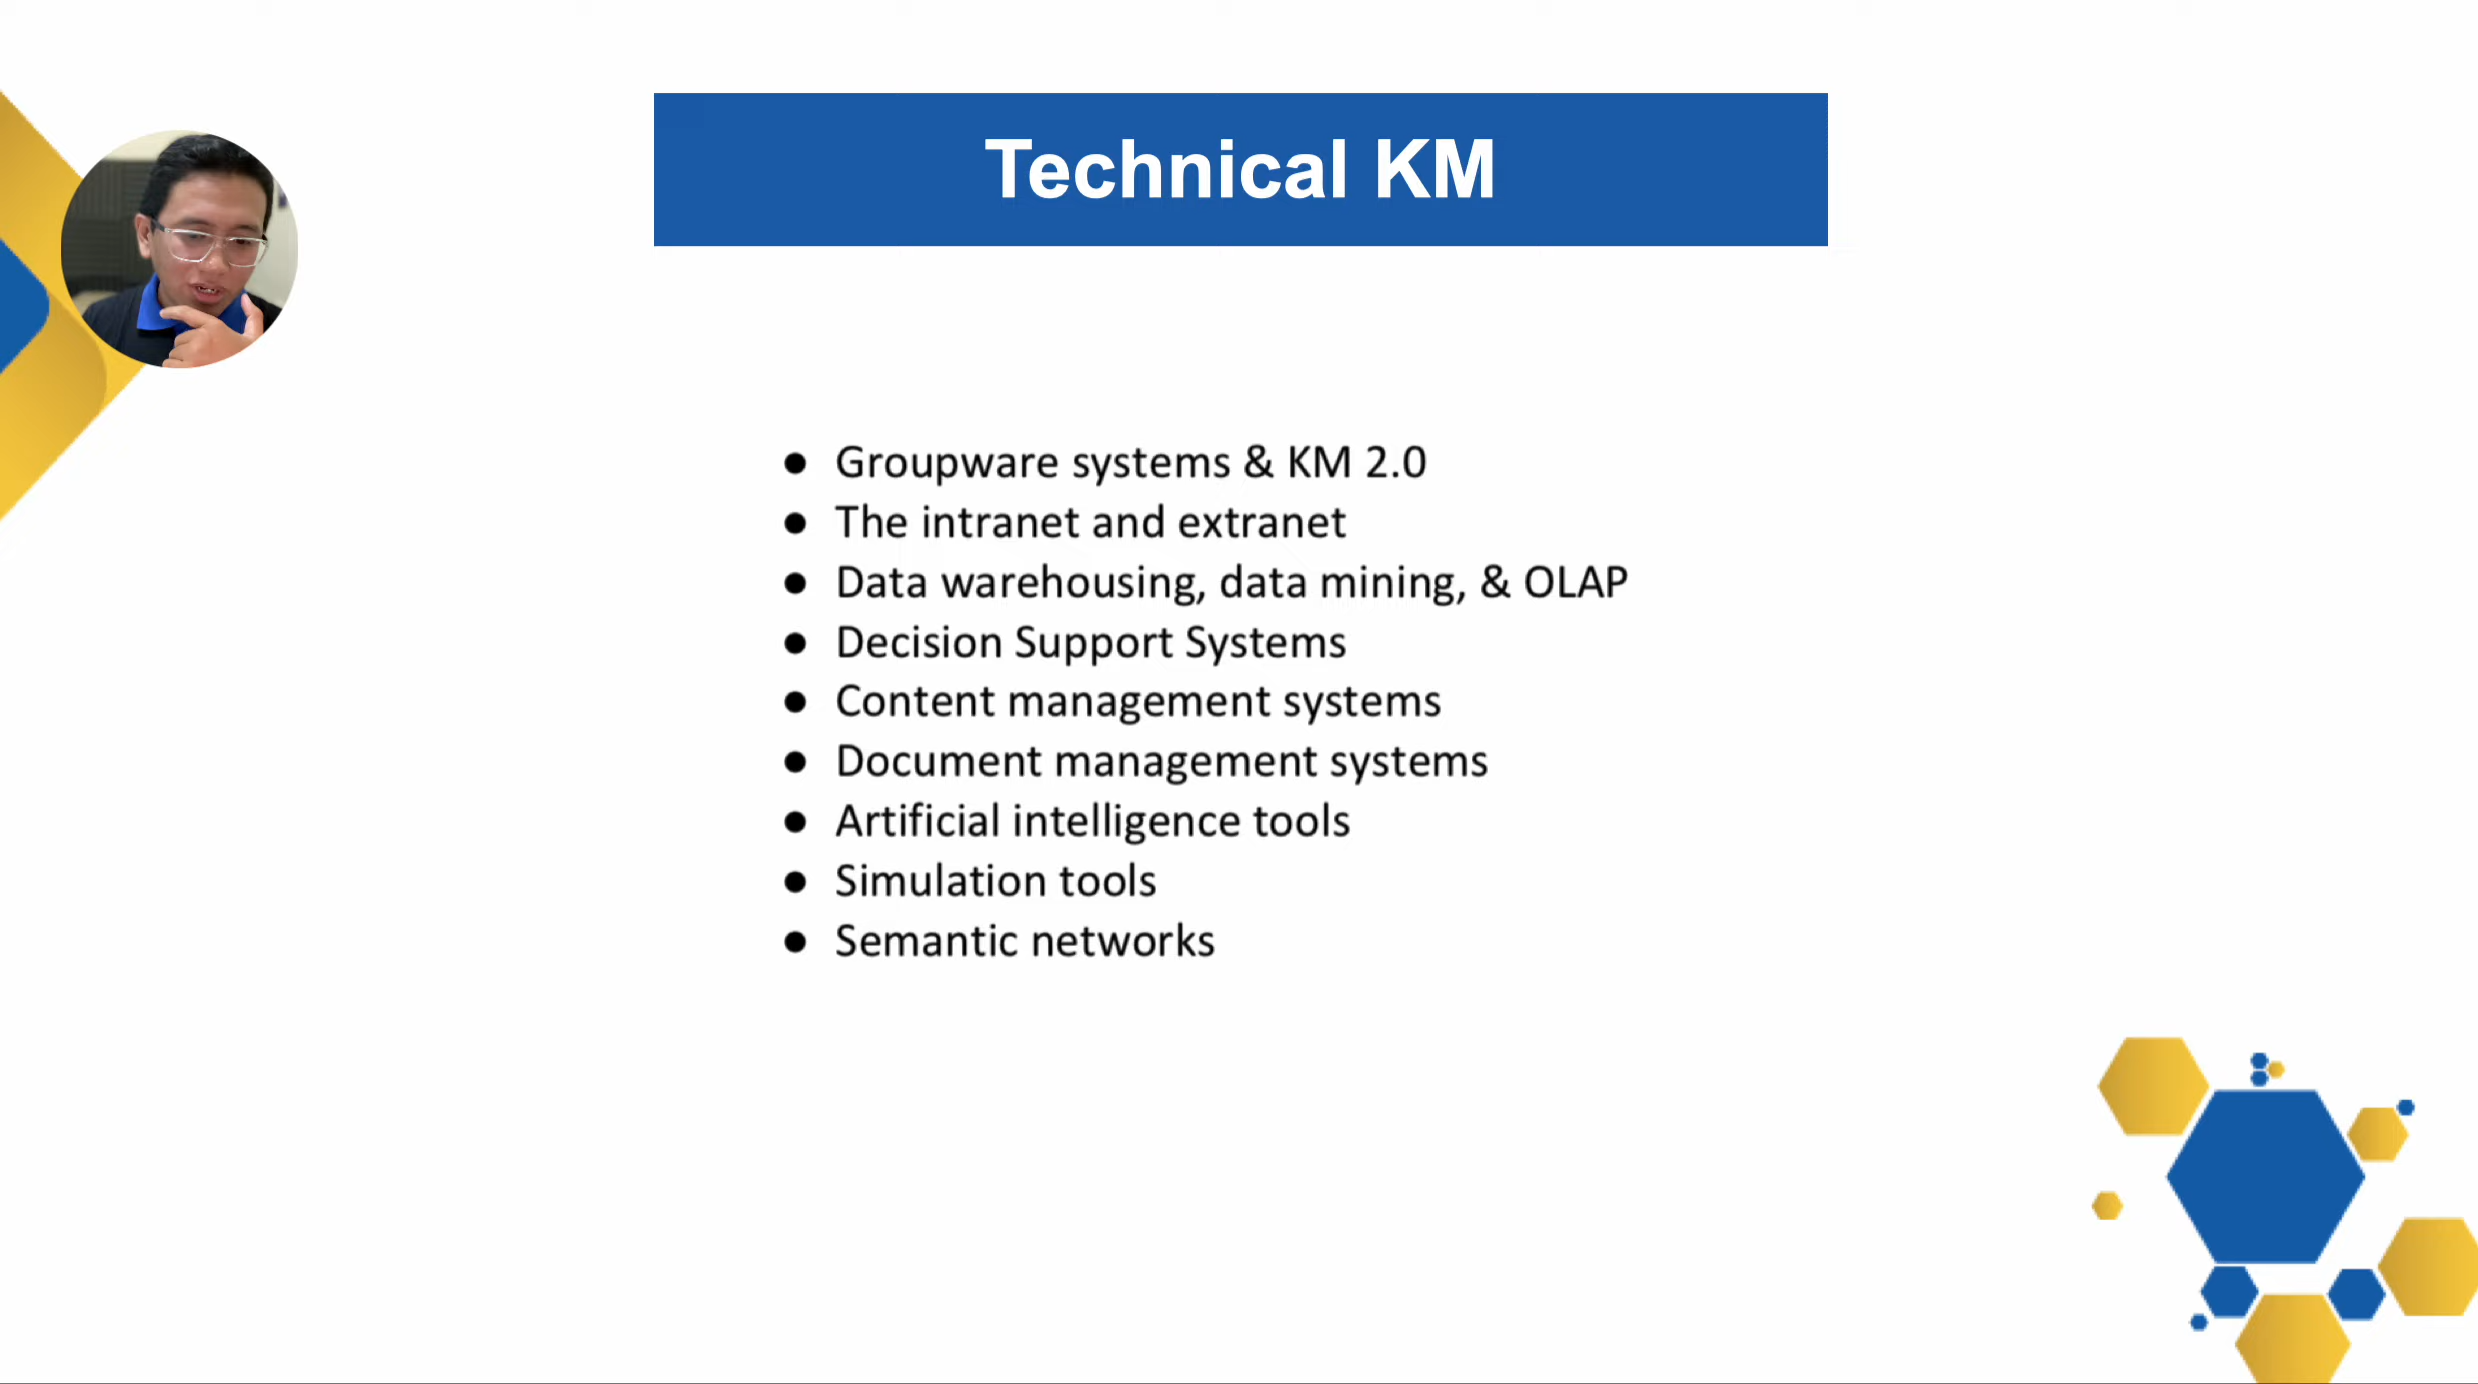 Technical KM
● Groupware systems & KM 2.0
● The intranet and extranet
● Data warehousing, data mining, & OLAP
● Decision Support Systems
● Content management systems
● Document management systems
● Artificial intelligence tools
● Simulation tools
● Semantic networks